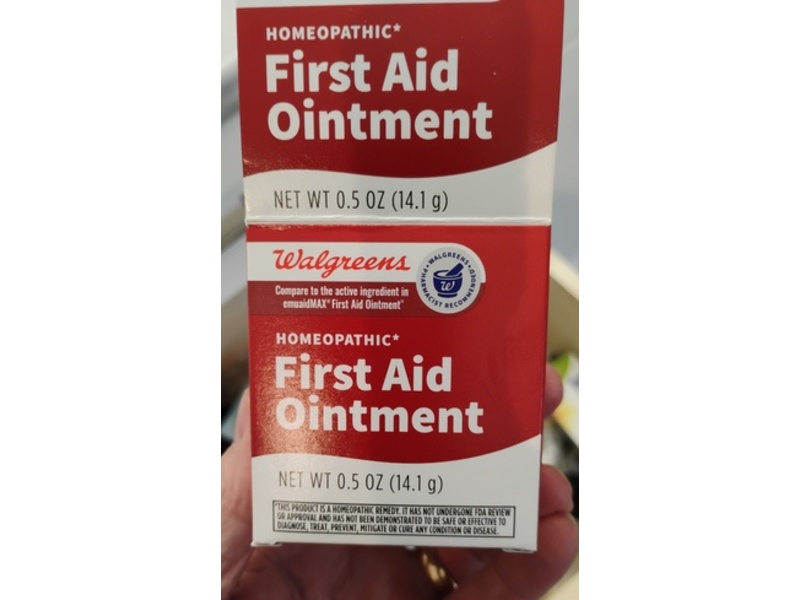 HOMEOPATHIC*
First Aid
Ointment
NET WT 0.5 OZ (14.1 g)
Walgreens
Compare to the active ingredient in
emuaidMAX® First Aid Ointment°
•WALGREENS•
PHARMACIST RECOMMENDED
W
HOMEOPATHIC*
First Aid
Ointment
NET WT 0.5 OZ (14.1 g)
*THIS PRODUCT IS A HOMEOPATHIC REMEDY. IT HAS NOT UNDERGONE FDA REVIEW
OR APPROVAL AND HAS NOT BEEN DEMONSTRATED TO BE SAFE OR EFFECTIVE TO
DIAGNOSE, TREAT, PREVENT, MITIGATE OR CURE ANY CONDITION OR DISEASE.